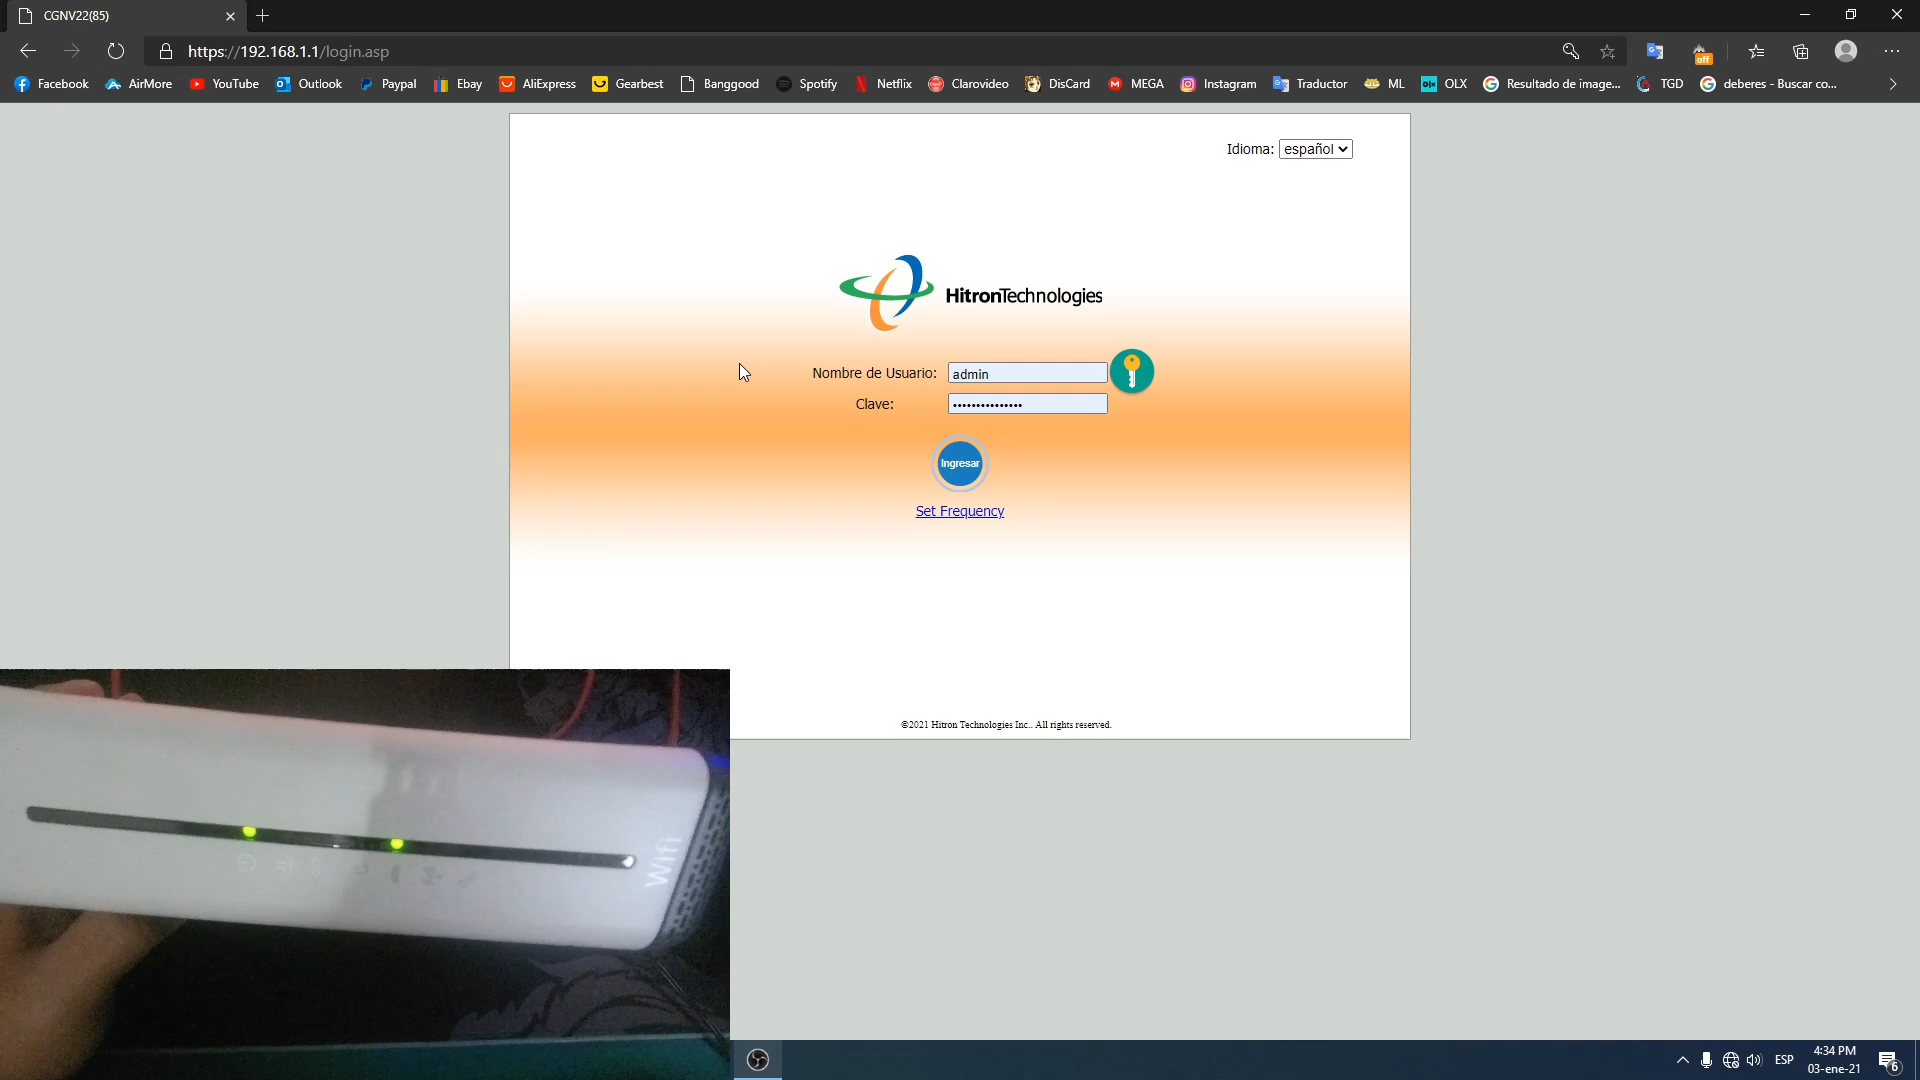 CGNV22(85)
https://192.168.1.1/login.asp
off
Facebook AirMore YouTube Outlook Paypal Ebay AliExpress Gearbest Banggood Spotify Netflix Clarovideo DisCard MEGA Instagram Traductor ML OLX Resultado de image... TGD deberes - Buscar co...
Idioma: español
HitronTechnologies
Nombre de Usuario: admin
Clave: •••••••••••••••
Ingresar
Set Frequency
©2021 Hitron Technologies Inc.. All rights reserved.
Wifi
ESP
4:34 PM
03-ene-21
6